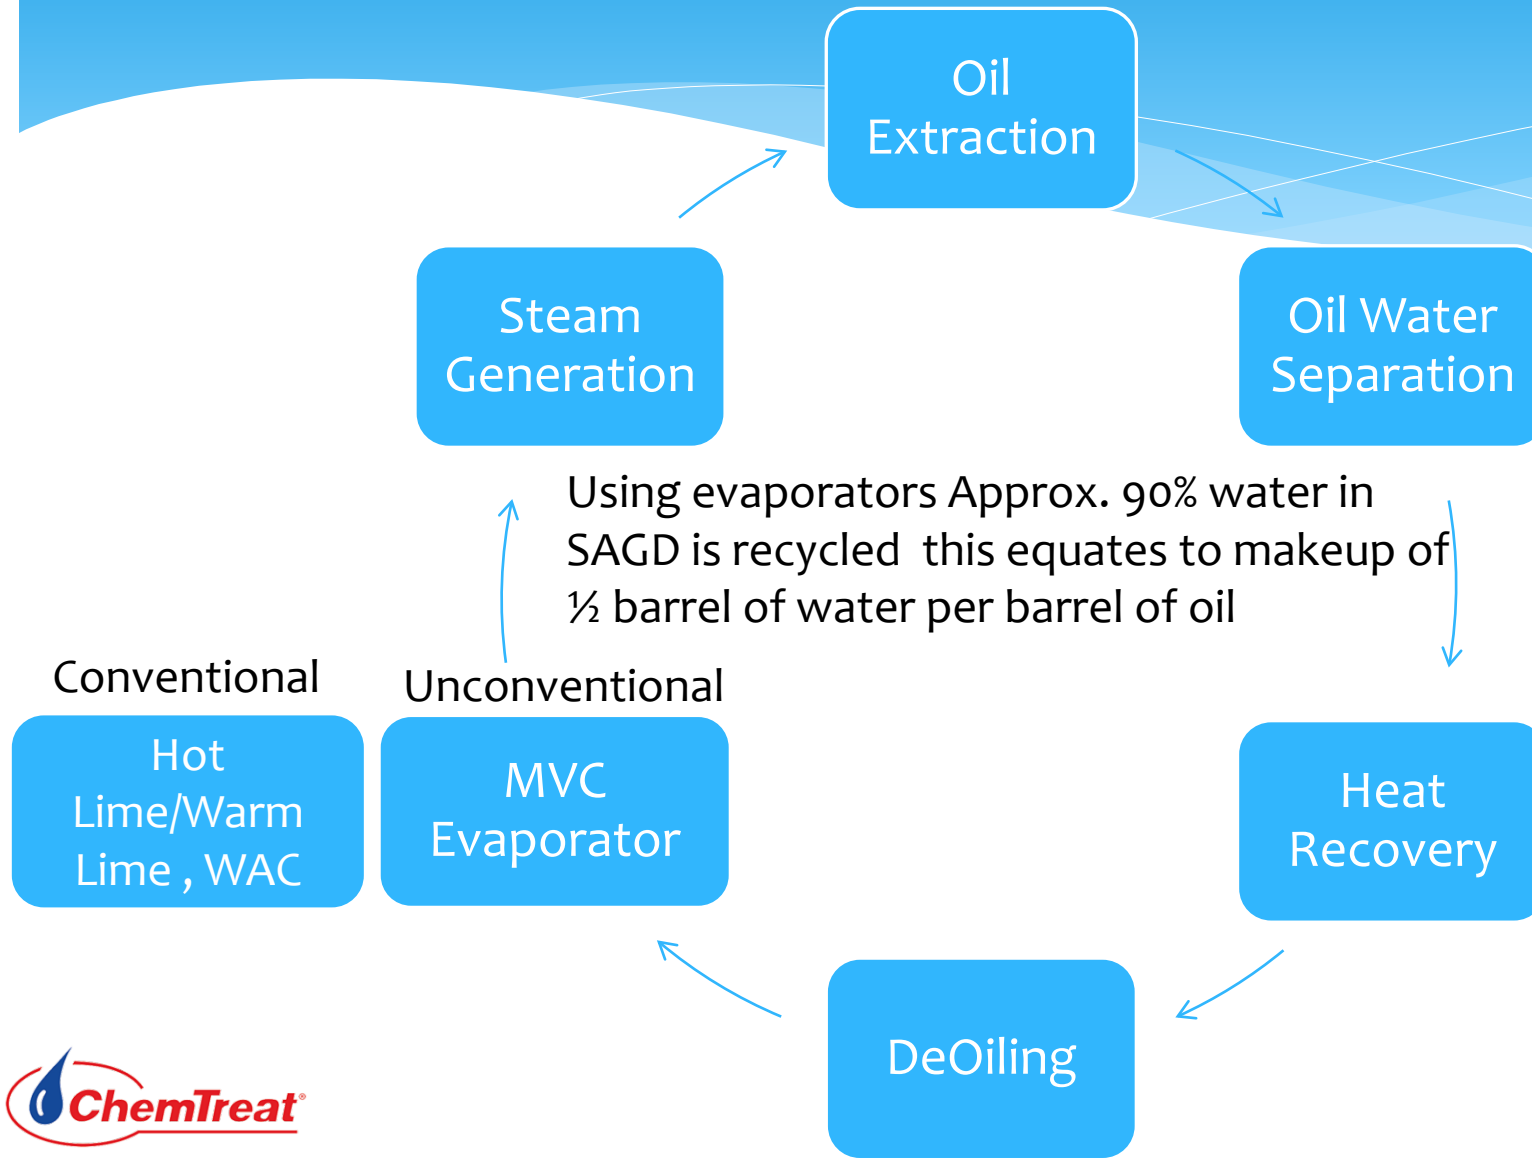 Oil
Extraction
Steam
Generation
Oil Water
Separation
Using evaporators Approx. 90% water in
SAGD is recycled  this equates to makeup of
½ barrel of water per barrel of oil
Conventional
Unconventional
Hot
Lime/Warm
Lime , WAC
MVC
Evaporator
Heat
Recovery
DeOiling
ChemTreat®